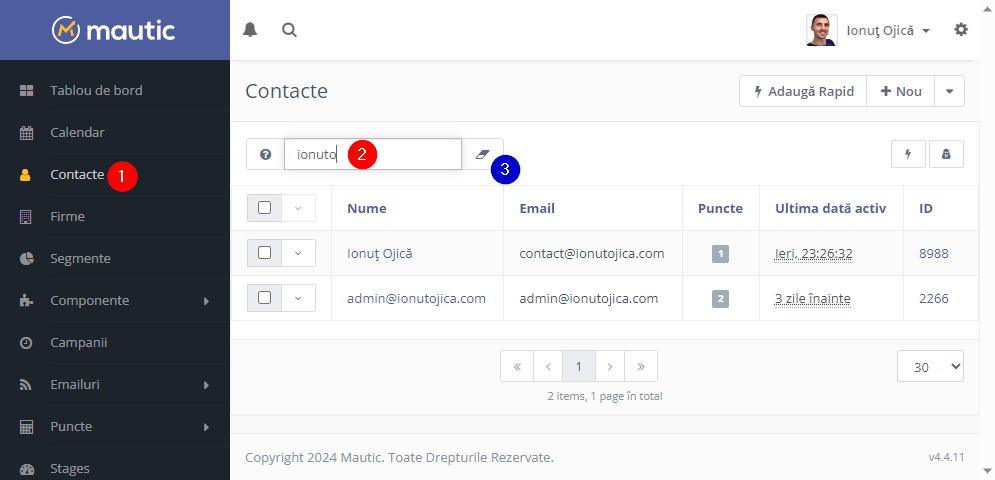 mautic
Ionuț Ojică
Tablou de bord
Calendar
Contacte 1
Firme
Segmente
Componente
Campanii
Emailuri
Puncte
Stages
Contacte
Adaugă Rapid
Nou
ionuto 2
3
Nume Email Puncte Ultima dată activ ID
Ionuț Ojică contact@ionutojica.com 1 Ieri, 23:26:32 8988
admin@ionutojica.com admin@ionutojica.com 2 3 zile înainte 2266
« ‹ 1 › »
30
2 items, 1 page în total
Copyright 2024 Mautic. Toate Drepturile Rezervate.
v4.4.11